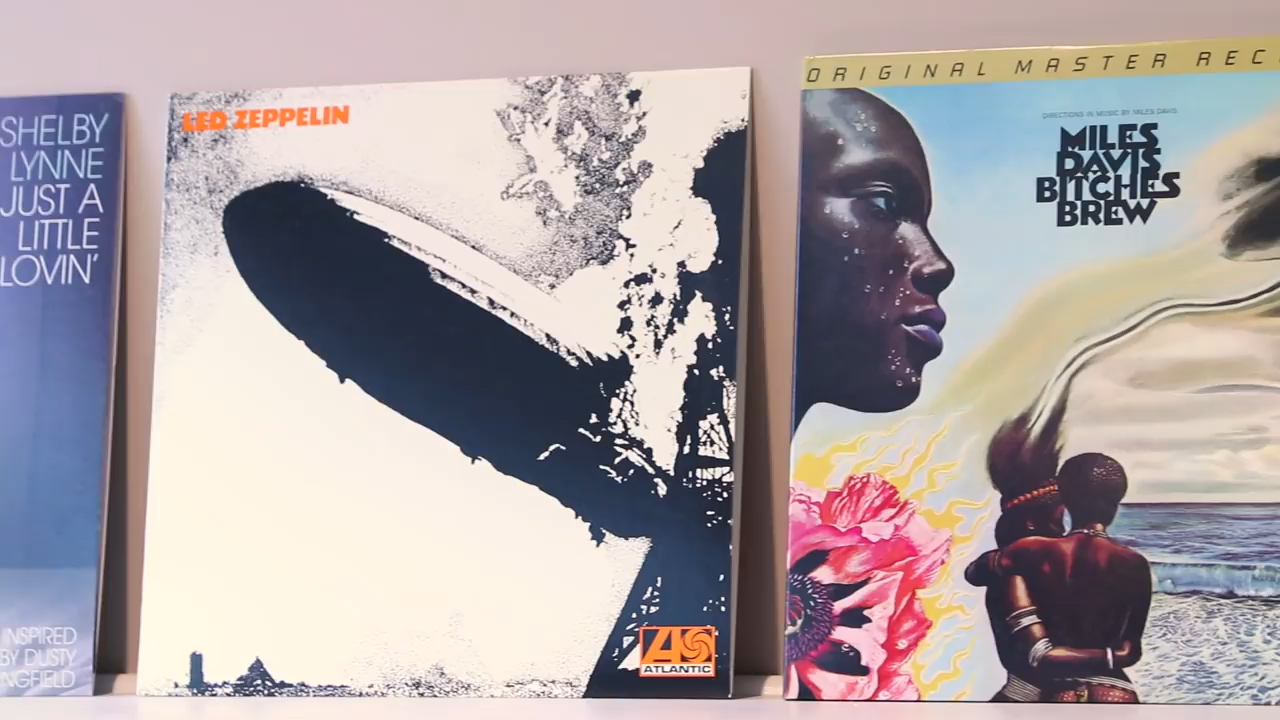 SHELBY
LYNNE
JUST A
LITTLE
LOVIN'
INSPIRED
BY DUSTY
NGFIELD
LED ZEPPELIN
ATLANTIC
ORIGINAL MASTER REC
DIRECTIONS IN MUSIC BY MILES DAVIS
MILES
DAVIS
BITCHES
BREW